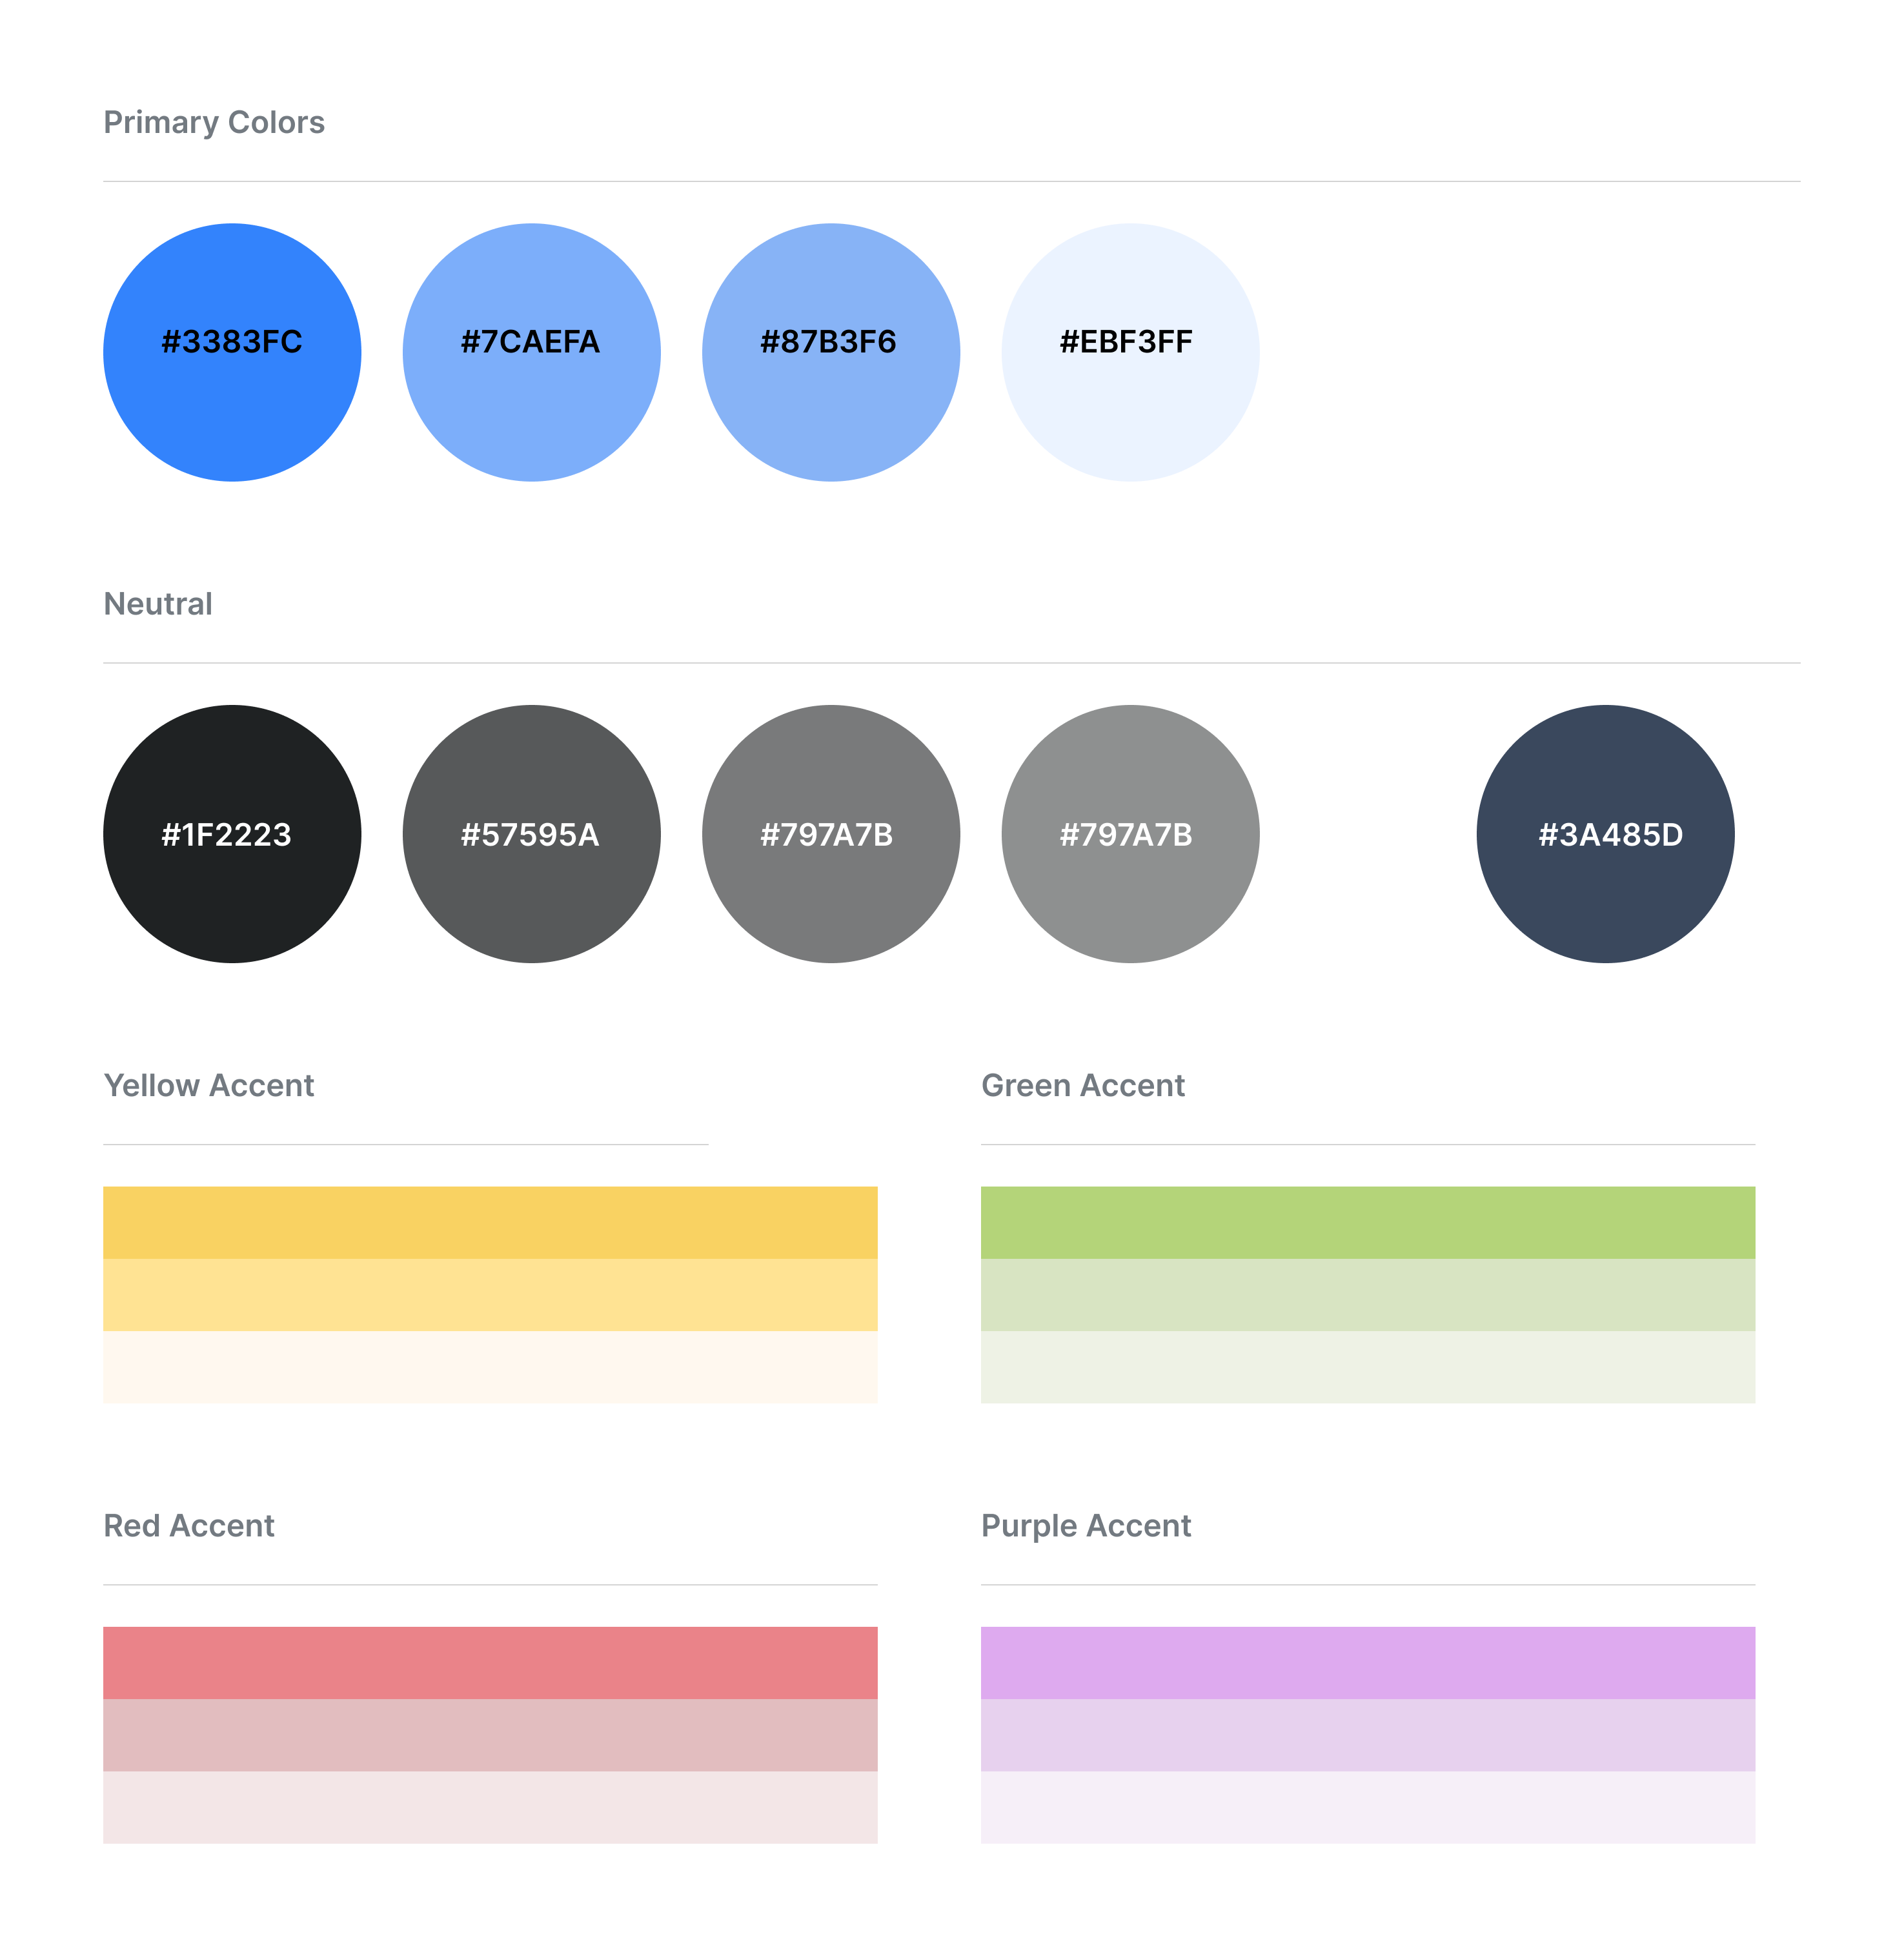 Primary Colors
#3383FC #7CAEFA #87B3F6 #EBF3FF
Neutral
#1F2223 #57595A #797A7B #797A7B #3A485D
Yellow Accent
Green Accent
Red Accent
Purple Accent